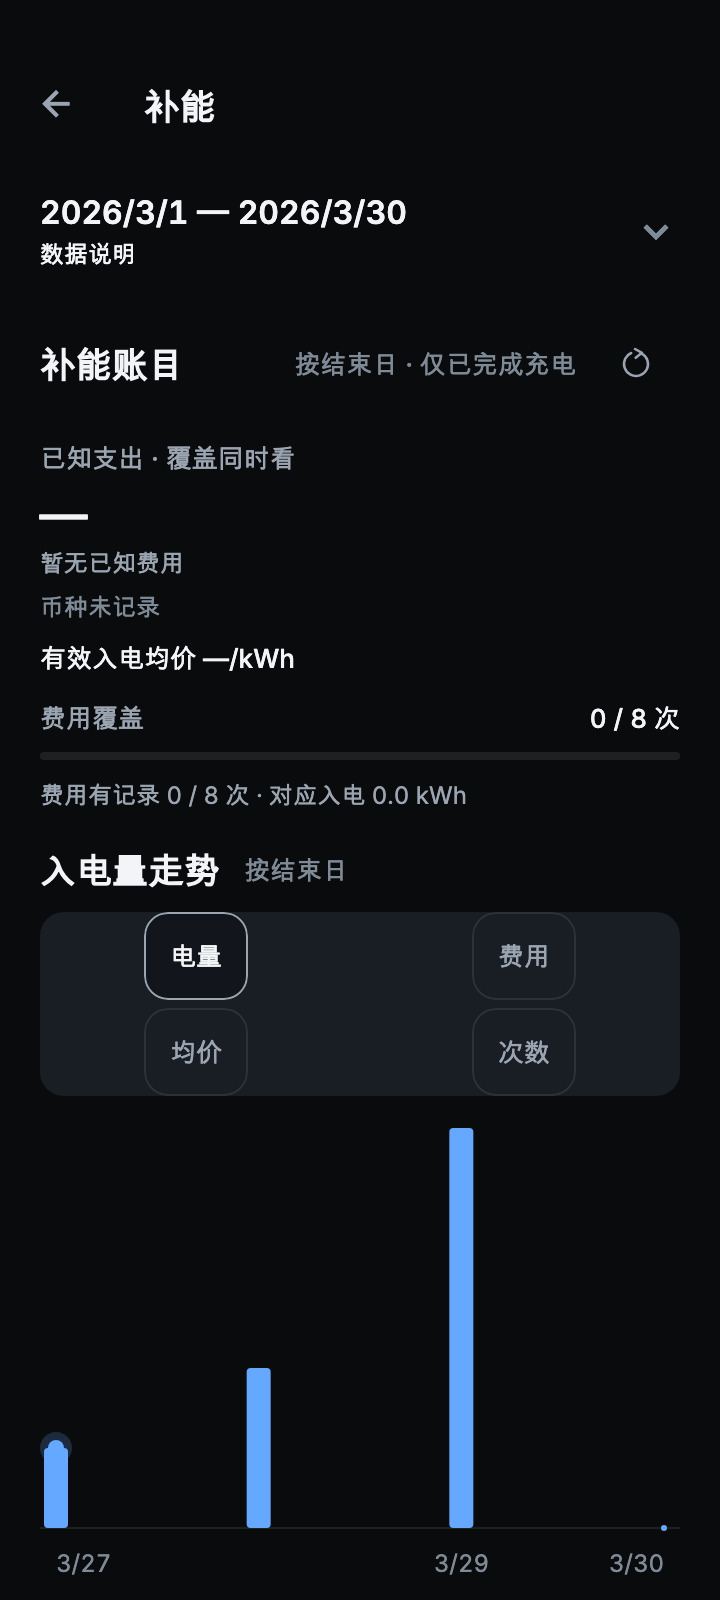 补能
2026/3/1 — 2026/3/30
数据说明
补能账目 按结束日 · 仅已完成充电
已知支出 · 覆盖同时看
—
暂无已知费用
币种未记录
有效入电均价 —/kWh
费用覆盖 0 / 8 次
费用有记录 0 / 8 次 · 对应入电 0.0 kWh
入电量走势 按结束日
电量 费用
均价 次数
3/27 3/29 3/30